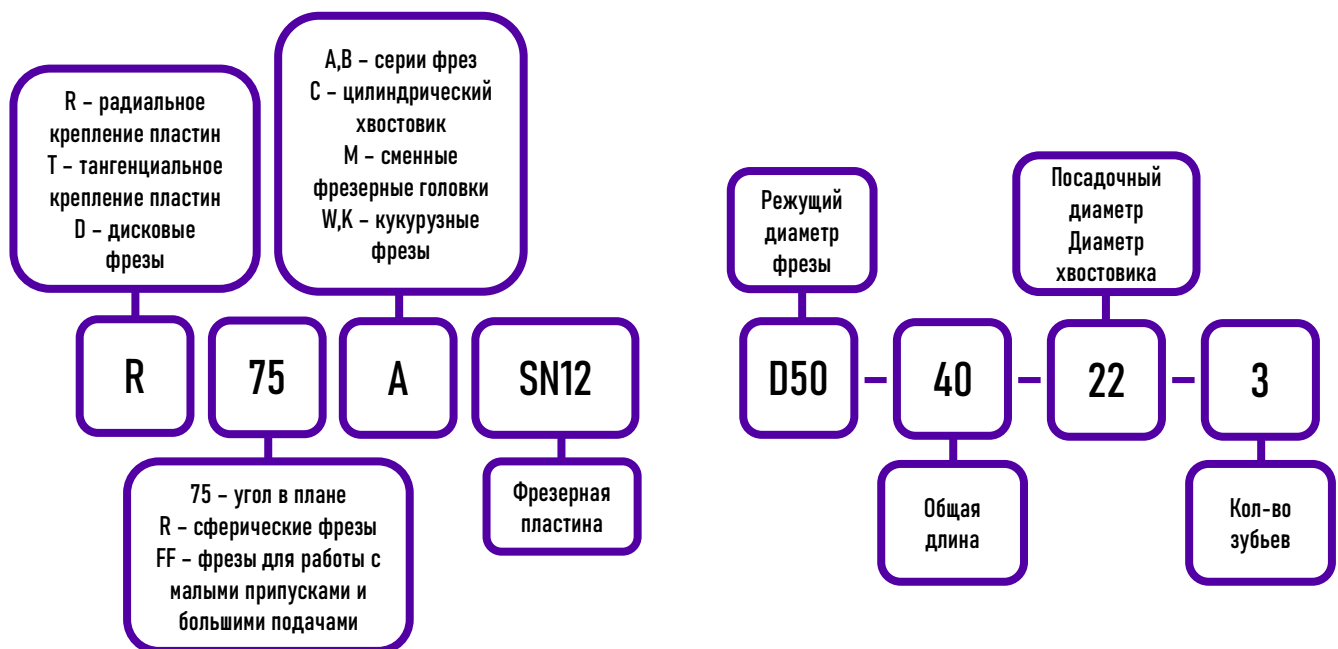 R – радиальное
крепление пластин
T – тангенциальное
крепление пластин
D – дисковые
фрезы
A,B – серии фрез
C – цилиндрический
хвостовик
M – сменные
фрезерные головки
W,K – кукурузные
фрезы
R
75
A
SN12
75 – угол в плане
R – сферические фрезы
FF – фрезы для работы с
малыми припусками и
большими подачами
Фрезерная
пластина
Режущий
диаметр
фрезы
Посадочный
диаметр
Диаметр
хвостовика
D50 – 40 – 22 – 3
Общая
длина
Кол-во
зубьев